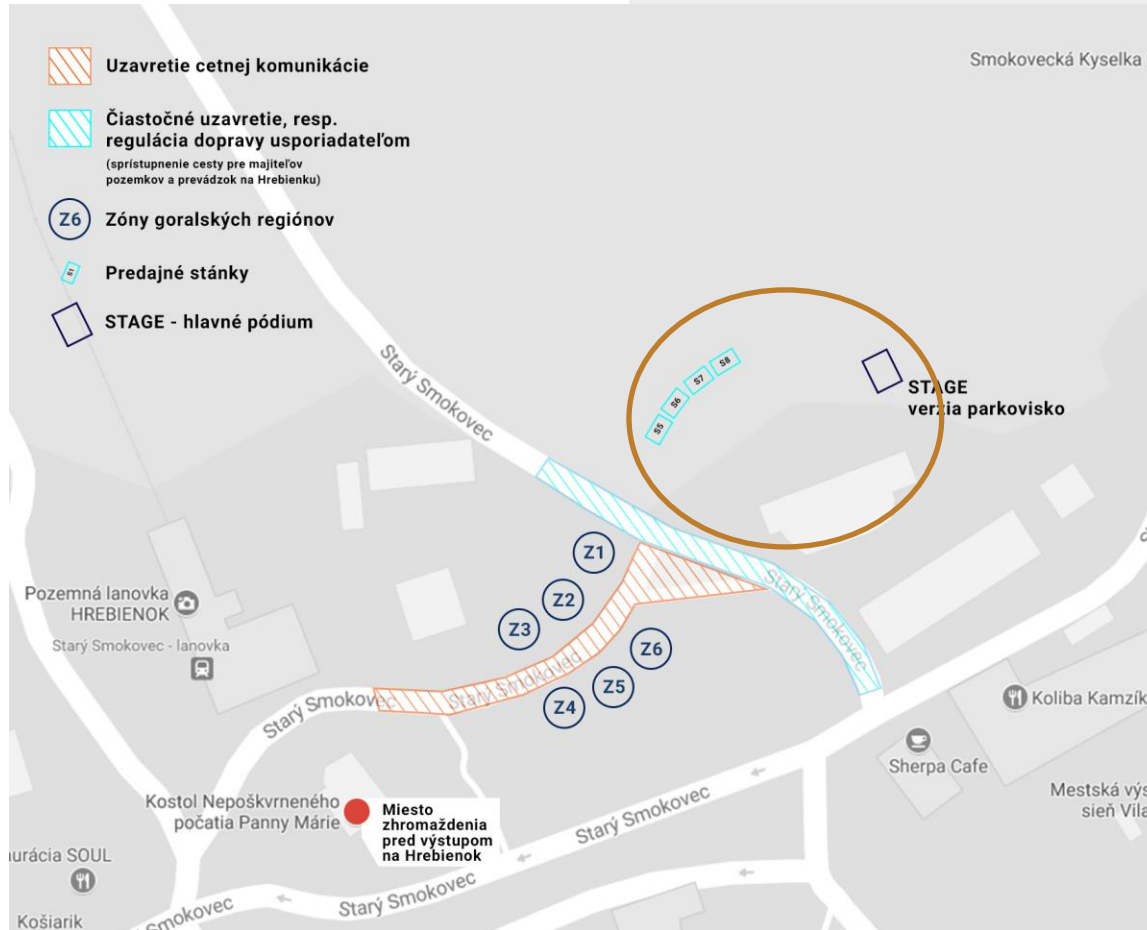 Uzavretie cetnej komunikácie
Čiastočné uzavretie, resp.
regulácia dopravy usporiadateľom
(sprístupnenie cesty pre majiteľov
pozemkov a prevádzok na Hrebienku)
Z6
Zóny goralských regiónov
S1
Predajné stánky
STAGE - hlavné pódium
Smokovecká Kyselka
Starý Smokovec
S5
S6
S7
S8
STAGE
verzia parkovisko
Z1
Z2
Z3
Z4
Z5
Z6
Starý Smokovec
Starý Smokovec
Starý Smokovec
Pozemná lanovka
HREBIENOK
Starý Smokovec - lanovka
Kostol Nepoškvrneného
počatia Panny Márie
Miesto
zhromaždenia
pred výstupom
na Hrebienok
Starý Smokovec
Koliba Kamzík
Sherpa Cafe
Mestská výs
sieň Vila
aurácia SOUL
Košiarik
Smokovec
Starý Smokovec